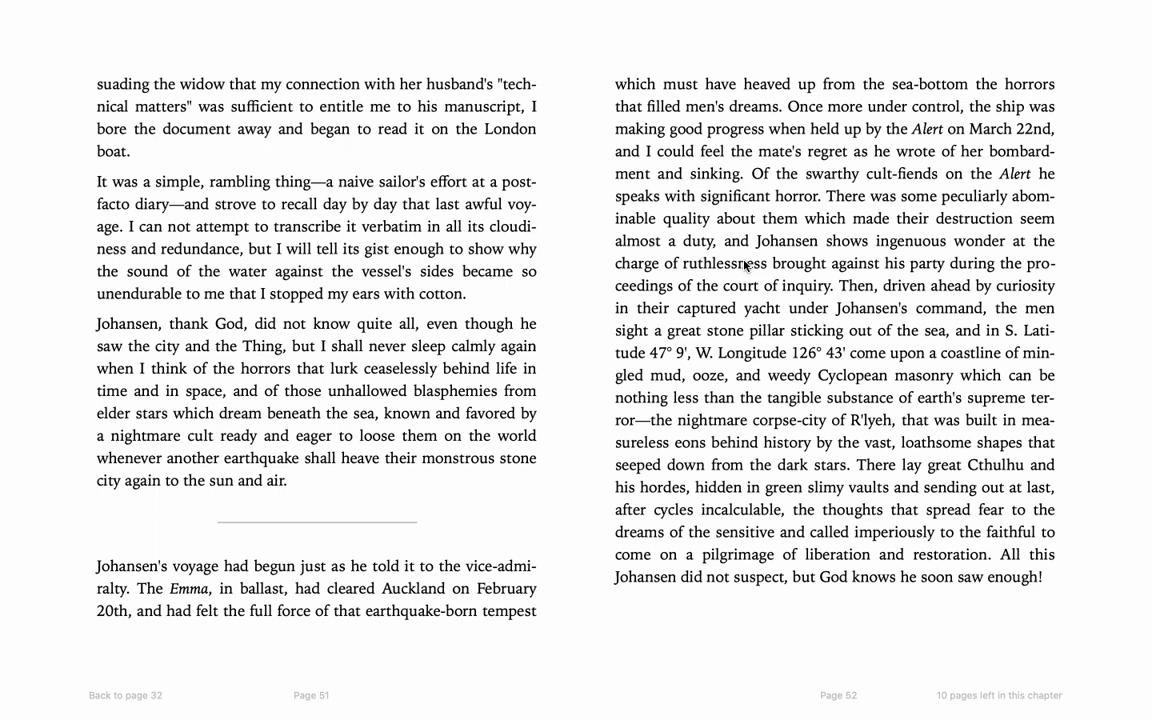 suading the widow that my connection with her husband's "tech-
nical matters" was sufficient to entitle me to his manuscript, I
bore the document away and began to read it on the London
boat.
It was a simple, rambling thing—a naive sailor's effort at a post-
facto diary—and strove to recall day by day that last awful voy-
age. I can not attempt to transcribe it verbatim in all its cloudi-
ness and redundance, but I will tell its gist enough to show why
the sound of the water against the vessel's sides became so
unendurable to me that I stopped my ears with cotton.
Johansen, thank God, did not know quite all, even though he
saw the city and the Thing, but I shall never sleep calmly again
when I think of the horrors that lurk ceaselessly behind life in
time and in space, and of those unhallowed blasphemies from
elder stars which dream beneath the sea, known and favored by
a nightmare cult ready and eager to loose them on the world
whenever another earthquake shall heave their monstrous stone
city again to the sun and air.
Johansen's voyage had begun just as he told it to the vice-admi-
ralty. The Emma, in ballast, had cleared Auckland on February
20th, and had felt the full force of that earthquake-born tempest
which must have heaved up from the sea-bottom the horrors
that filled men's dreams. Once more under control, the ship was
making good progress when held up by the Alert on March 22nd,
and I could feel the mate's regret as he wrote of her bombard-
ment and sinking. Of the swarthy cult-fiends on the Alert he
speaks with significant horror. There was some peculiarly abom-
inable quality about them which made their destruction seem
almost a duty, and Johansen shows ingenuous wonder at the
charge of ruthlessness brought against his party during the pro-
ceedings of the court of inquiry. Then, driven ahead by curiosity
in their captured yacht under Johansen's command, the men
sight a great stone pillar sticking out of the sea, and in S. Lati-
tude 47° 9', W. Longitude 126° 43' come upon a coastline of min-
gled mud, ooze, and weedy Cyclopean masonry which can be
nothing less than the tangible substance of earth's supreme ter-
ror—the nightmare corpse-city of R'lyeh, that was built in mea-
sureless eons behind history by the vast, loathsome shapes that
seeped down from the dark stars. There lay great Cthulhu and
his hordes, hidden in green slimy vaults and sending out at last,
after cycles incalculable, the thoughts that spread fear to the
dreams of the sensitive and called imperiously to the faithful to
come on a pilgrimage of liberation and restoration. All this
Johansen did not suspect, but God knows he soon saw enough!
Back to page 32
Page 51
Page 52
10 pages left in this chapter